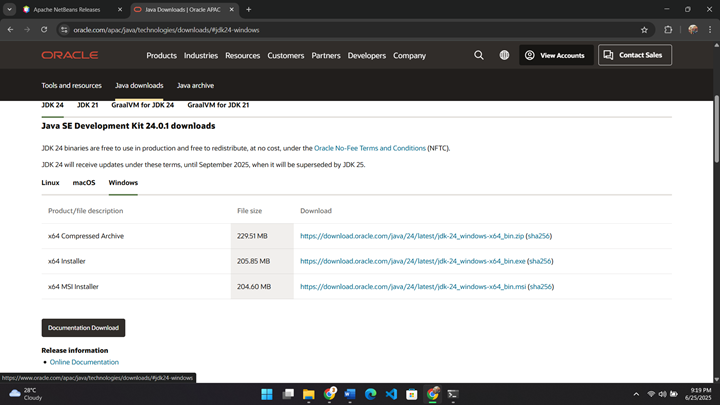 Apache NetBeans Releases
Java Downloads | Oracle APAC
oracle.com/apac/java/technologies/downloads/#jdk24-windows
ORACLE
Products Industries Resources Customers Partners Developers Company
View Accounts
Contact Sales
Tools and resources Java downloads Java archive
JDK 24 JDK 21 GraalVM for JDK 24 GraalVM for JDK 21
Java SE Development Kit 24.0.1 downloads
JDK 24 binaries are free to use in production and free to redistribute, at no cost, under the Oracle No-Fee Terms and Conditions (NFTC).
JDK 24 will receive updates under these terms, until September 2025, when it will be superseded by JDK 25.
Linux macOS Windows
Product/file description File size Download
x64 Compressed Archive 229.51 MB https://download.oracle.com/java/24/latest/jdk-24_windows-x64_bin.zip (sha256)
x64 Installer 205.85 MB https://download.oracle.com/java/24/latest/jdk-24_windows-x64_bin.exe (sha256)
x64 MSI Installer 204.60 MB https://download.oracle.com/java/24/latest/jdk-24_windows-x64_bin.msi (sha256)
Documentation Download
Release information
Online Documentation
https://www.oracle.com/apac/java/technologies/downloads/#jdk24-windows
28°C
Cloudy
9:19 PM
6/25/2025